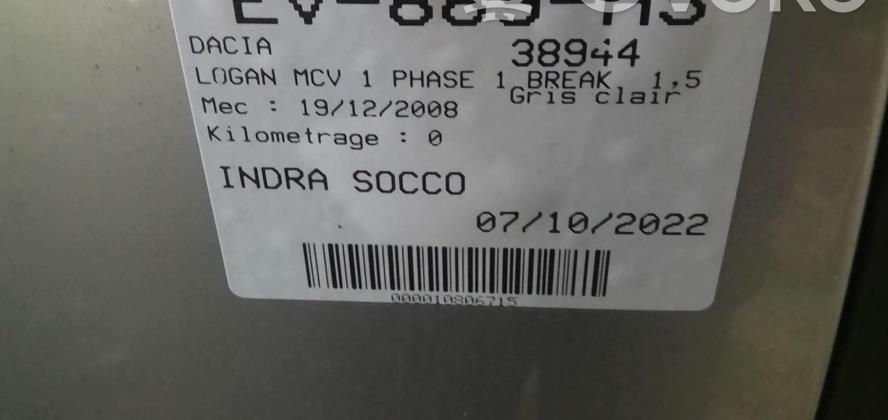 DACIA 38944
LOGAN MCV 1 PHASE 1 BREAK 1,5
Gris clair
Mec : 19/12/2008
Kilometrage : 0
INDRA SOCCO
07/10/2022
000010806715